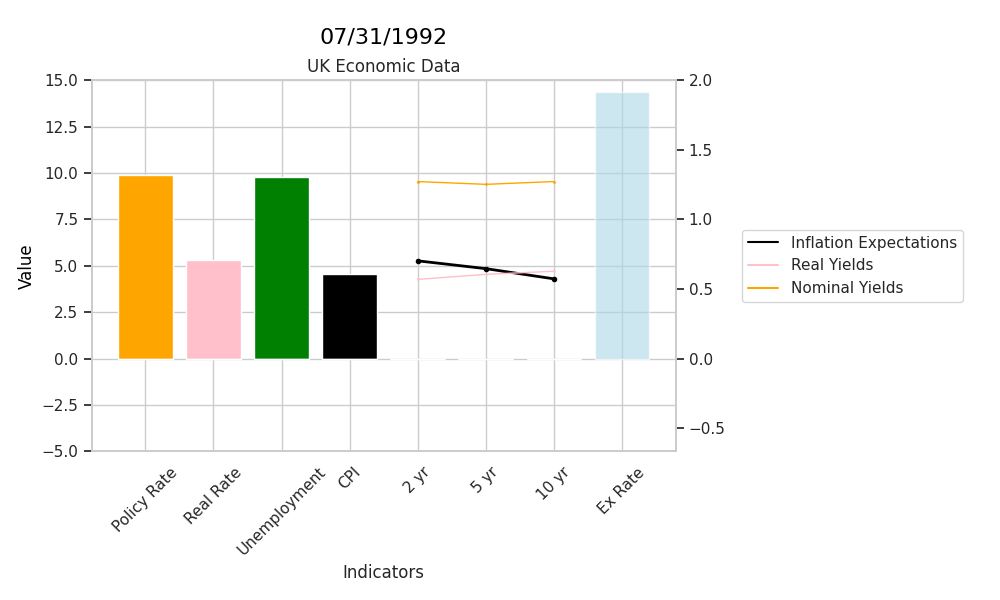 07/31/1992
UK Economic Data
15.0
12.5
10.0
7.5
5.0
2.5
0.0
−2.5
−5.0
Value
2.0
1.5
1.0
0.5
0.0
−0.5
Policy Rate
Real Rate
Unemployment
CPI
2 yr
5 yr
10 yr
Ex Rate
Indicators
Inflation Expectations
Real Yields
Nominal Yields